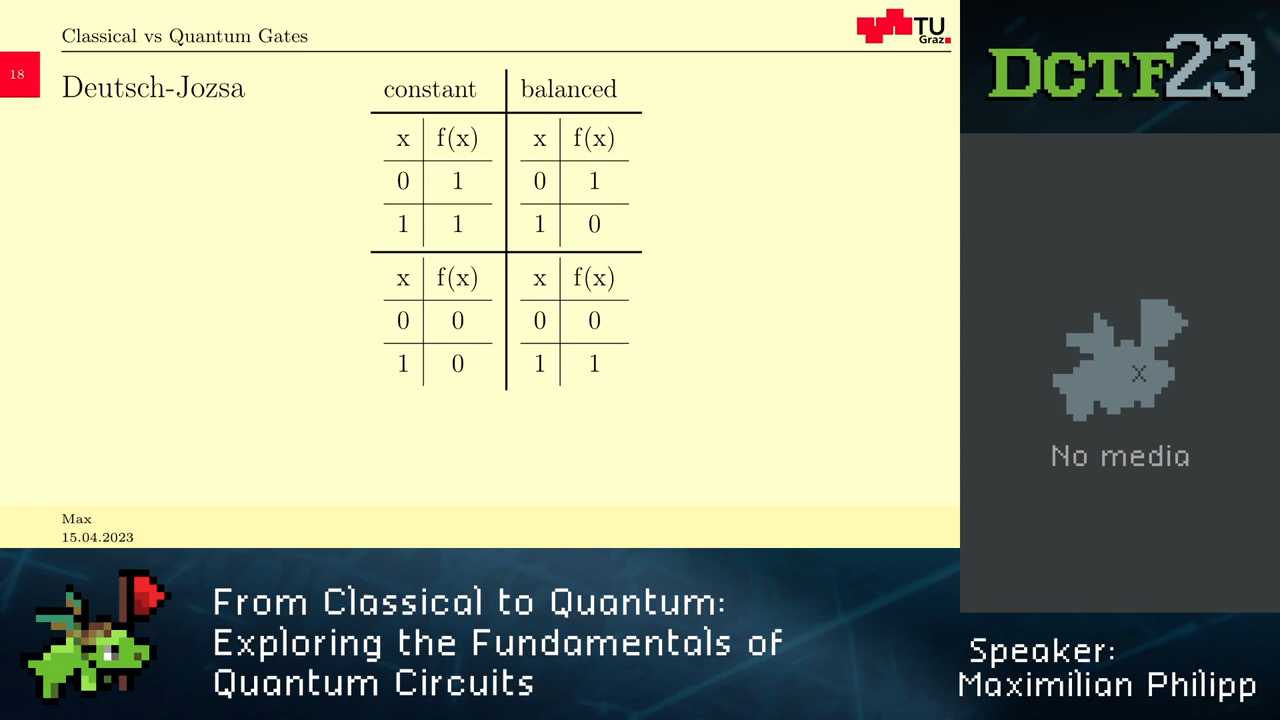 Classical vs Quantum Gates
TU
Graz
18
Deutsch-Jozsa
constant balanced
x f(x) x f(x)
0 1 0 1
1 1 1 0
x f(x) x f(x)
0 0 0 0
1 0 1 1
Max
15.04.2023
DCTF23
x
No media
From Classical to Quantum:
Exploring the Fundamentals of
Quantum Circuits
Speaker:
Maximilian Philipp